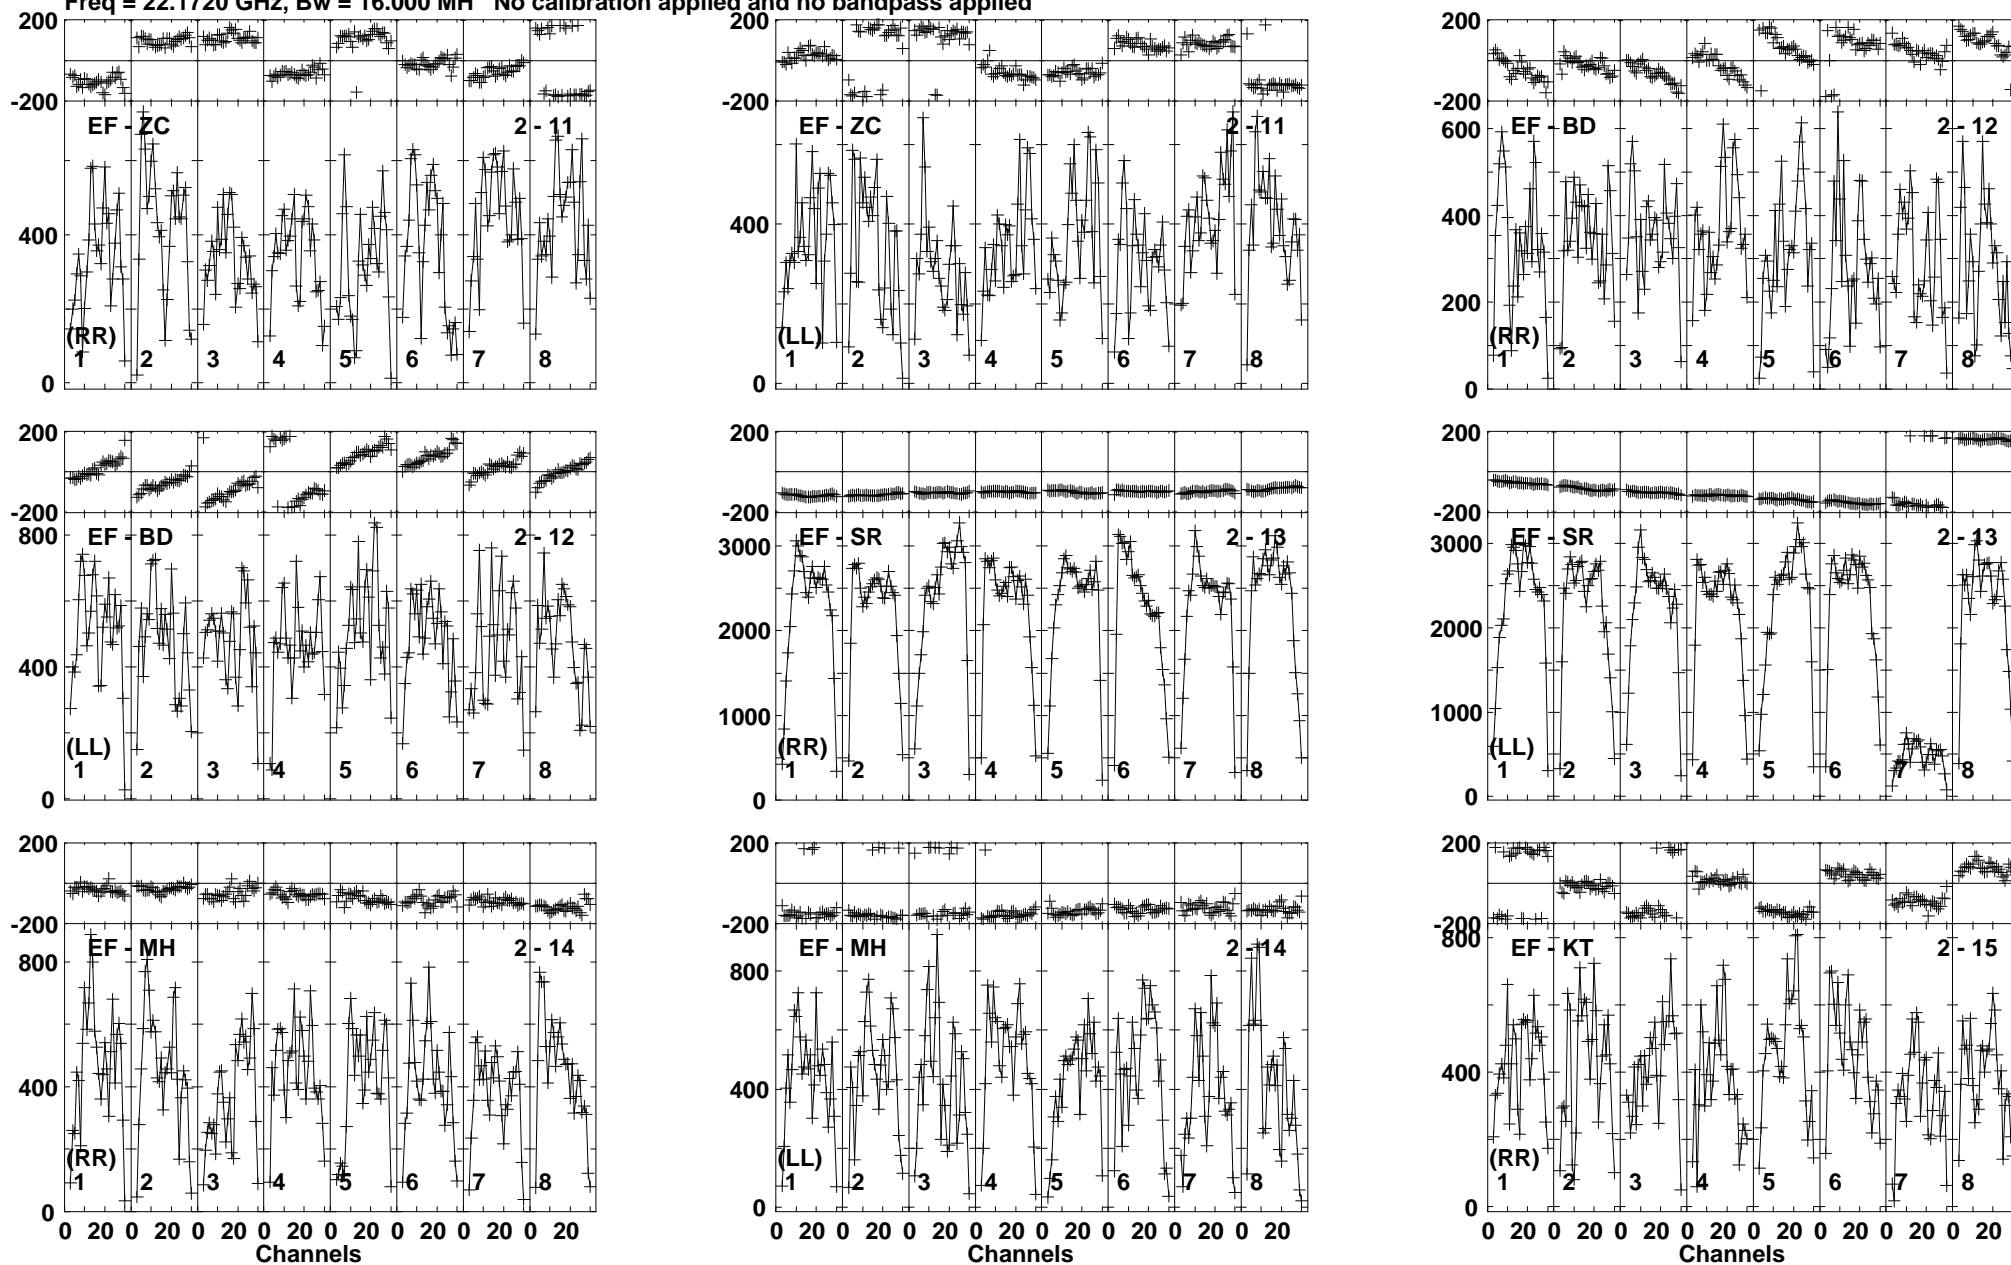 Freq = 22.1720 GHz, Bw = 16.000 MH No calibration applied and no bandpass applied
200
-200
EF - ZC 2 - 11
400
(RR)
1 2 3 4 5 6 7 8
0
200
-200
EF - ZC 2 - 11
400
(LL)
1 2 3 4 5 6 7 8
0
200
-200
600
EF - BD 2 - 12
400
200
(RR)
1 2 3 4 5 6 7 8
0
200
-200
800
EF - BD 2 - 12
400
(LL)
1 2 3 4 5 6 7 8
0
200
-200
3000
EF - SR 2 - 13
2000
1000
(RR)
1 2 3 4 5 6 7 8
0
200
-200
3000
EF - SR 2 - 13
2000
1000
(LL)
1 2 3 4 5 6 7 8
0
200
-200
800
EF - MH 2 - 14
400
(RR)
1 2 3 4 5 6 7 8
0
0 20 0 20 0 20 0 20 0 20 0 20 0 20 0 20
Channels
200
-200
EF - MH 2 - 14
800
400
(LL)
1 2 3 4 5 6 7 8
0
0 20 0 20 0 20 0 20 0 20 0 20 0 20 0 20
Channels
200
-200
800
EF - KT 2 - 15
400
(RR)
1 2 3 4 5 6 7 8
0
0 20 0 20 0 20 0 20 0 20 0 20 0 20 0 20
Channels